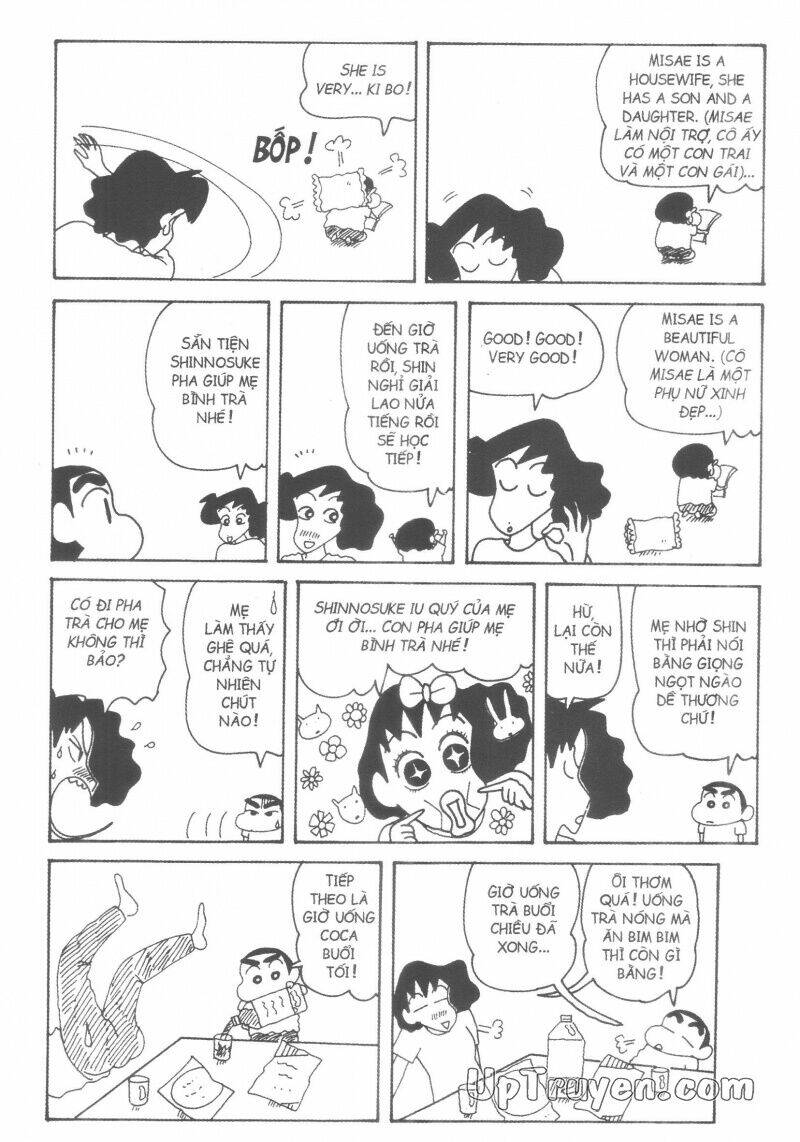 MISAE IS A
HOUSEWIFE, SHE
HAS A SON AND A
DAUGHTER. (MISAE
LÀM NỘI TRỢ, CÔ ẤY
CÓ MỘT CON TRAI
VÀ MỘT CON GÁI)...
SHE IS
VERY... KI BO!
BỐP!
MISAE IS A
BEAUTIFUL
WOMAN. (CÔ
MISAE LÀ MỘT
PHỤ NỮ XINH
ĐẸP...)
GOOD! GOOD!
VERY GOOD!
ĐẾN GIỜ
UỐNG TRÀ
RỒI, SHIN
NGHỈ GIẢI
LAO NỬA
TIẾNG RỒI
SẼ HỌC
TIẾP!
SẴN TIỆN
SHINNOSUKE
PHA GIÚP MẸ
BÌNH TRÀ
NHÉ!
MẸ NHỜ SHIN
THÌ PHẢI NÓI
BẰNG GIỌNG
NGỌT NGÀO
DỄ THƯƠNG
CHỨ!
HỪ,
LẠI CÒN
THẾ
NỮA!
SHINNOSUKE IU QUÝ CỦA MẸ
ƠI ỜI... CON PHA GIÚP MẸ
BÌNH TRÀ NHÉ!
MẸ
LÀM THẤY
GHÊ QUÁ,
CHẲNG TỰ
NHIÊN
CHÚT
NÀO!
CÓ ĐI PHA
TRÀ CHO MẸ
KHÔNG THÌ
BẢO?
ÔI THƠM
QUÁ! UỐNG
TRÀ NÓNG MÀ
ĂN BIM BIM
THÌ CÒN GÌ
BẰNG!
GIỜ UỐNG
TRÀ BUỔI
CHIỀU ĐÃ
XONG...
TIẾP
THEO LÀ
GIỜ UỐNG
COCA
BUỔI
TỐI!
UpTruyen.com